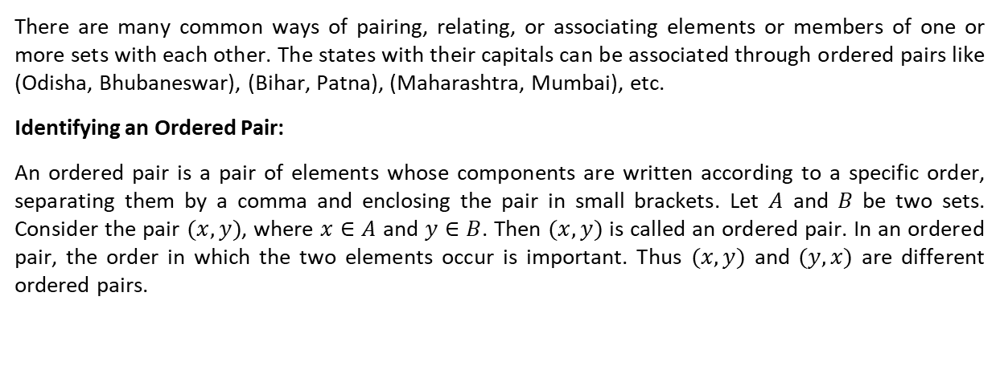 There are many common ways of pairing, relating, or associating elements or members of one or
more sets with each other. The states with their capitals can be associated through ordered pairs like
(Odisha, Bhubaneswar), (Bihar, Patna), (Maharashtra, Mumbai), etc.
Identifying an Ordered Pair:
An ordered pair is a pair of elements whose components are written according to a specific order,
separating them by a comma and enclosing the pair in small brackets. Let A and B be two sets.
Consider the pair (x, y), where x ∈ A and y ∈ B. Then (x, y) is called an ordered pair. In an ordered
pair, the order in which the two elements occur is important. Thus (x, y) and (y, x) are different
ordered pairs.